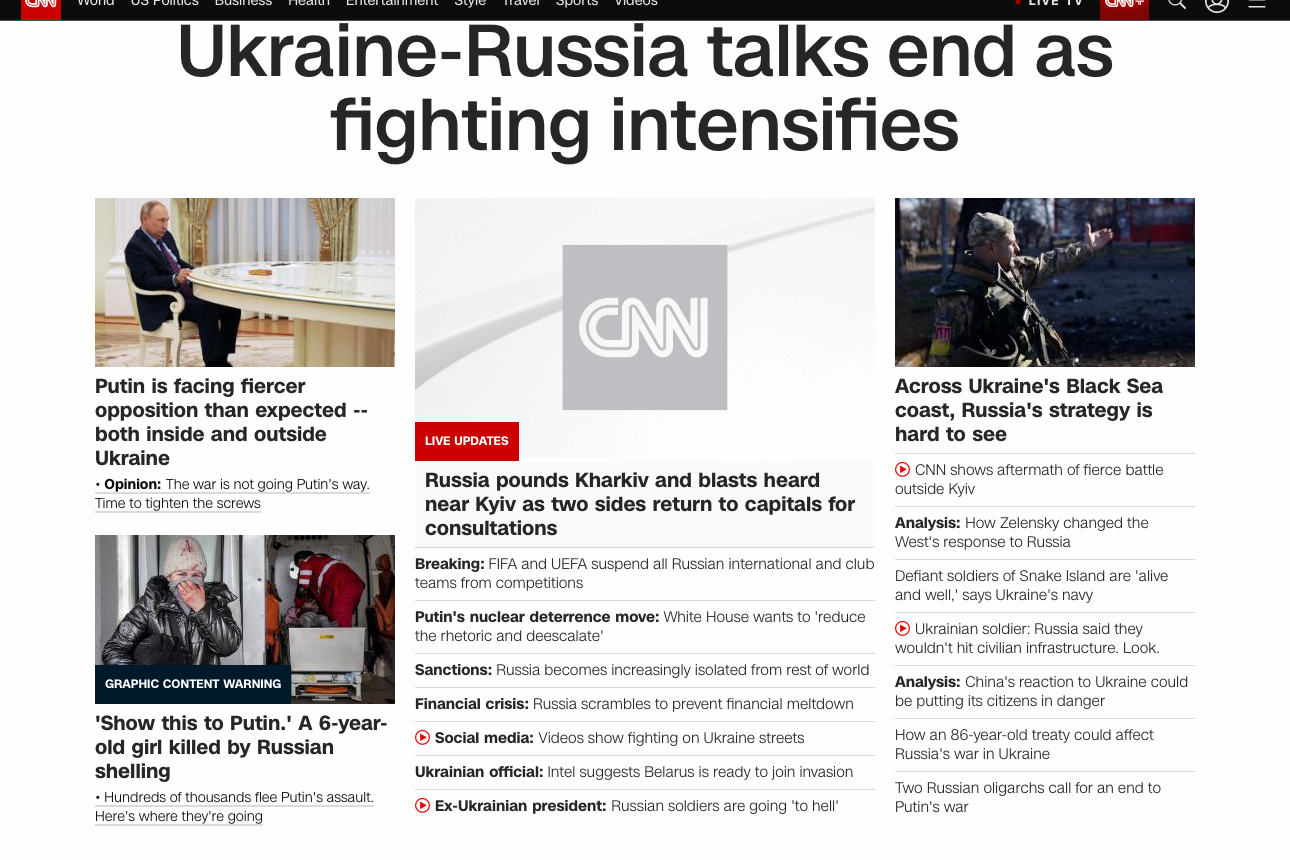 CNN World US Politics Business Health Entertainment Style Travel Sports Videos LIVE TV CNN+
Ukraine-Russia talks end as
fighting intensifies
Putin is facing fiercer
opposition than expected --
both inside and outside
Ukraine
• Opinion: The war is not going Putin's way.
Time to tighten the screws
GRAPHIC CONTENT WARNING
'Show this to Putin.' A 6-year-
old girl killed by Russian
shelling
• Hundreds of thousands flee Putin's assault.
Here's where they're going
CNN
LIVE UPDATES
Russia pounds Kharkiv and blasts heard
near Kyiv as two sides return to capitals for
consultations
Breaking: FIFA and UEFA suspend all Russian international and club
teams from competitions
Putin's nuclear deterrence move: White House wants to 'reduce
the rhetoric and deescalate'
Sanctions: Russia becomes increasingly isolated from rest of world
Financial crisis: Russia scrambles to prevent financial meltdown
Social media: Videos show fighting on Ukraine streets
Ukrainian official: Intel suggests Belarus is ready to join invasion
Ex-Ukrainian president: Russian soldiers are going 'to hell'
Across Ukraine's Black Sea
coast, Russia's strategy is
hard to see
CNN shows aftermath of fierce battle
outside Kyiv
Analysis: How Zelensky changed the
West's response to Russia
Defiant soldiers of Snake Island are 'alive
and well,' says Ukraine's navy
Ukrainian soldier: Russia said they
wouldn't hit civilian infrastructure. Look.
Analysis: China's reaction to Ukraine could
be putting its citizens in danger
How an 86-year-old treaty could affect
Russia's war in Ukraine
Two Russian oligarchs call for an end to
Putin's war